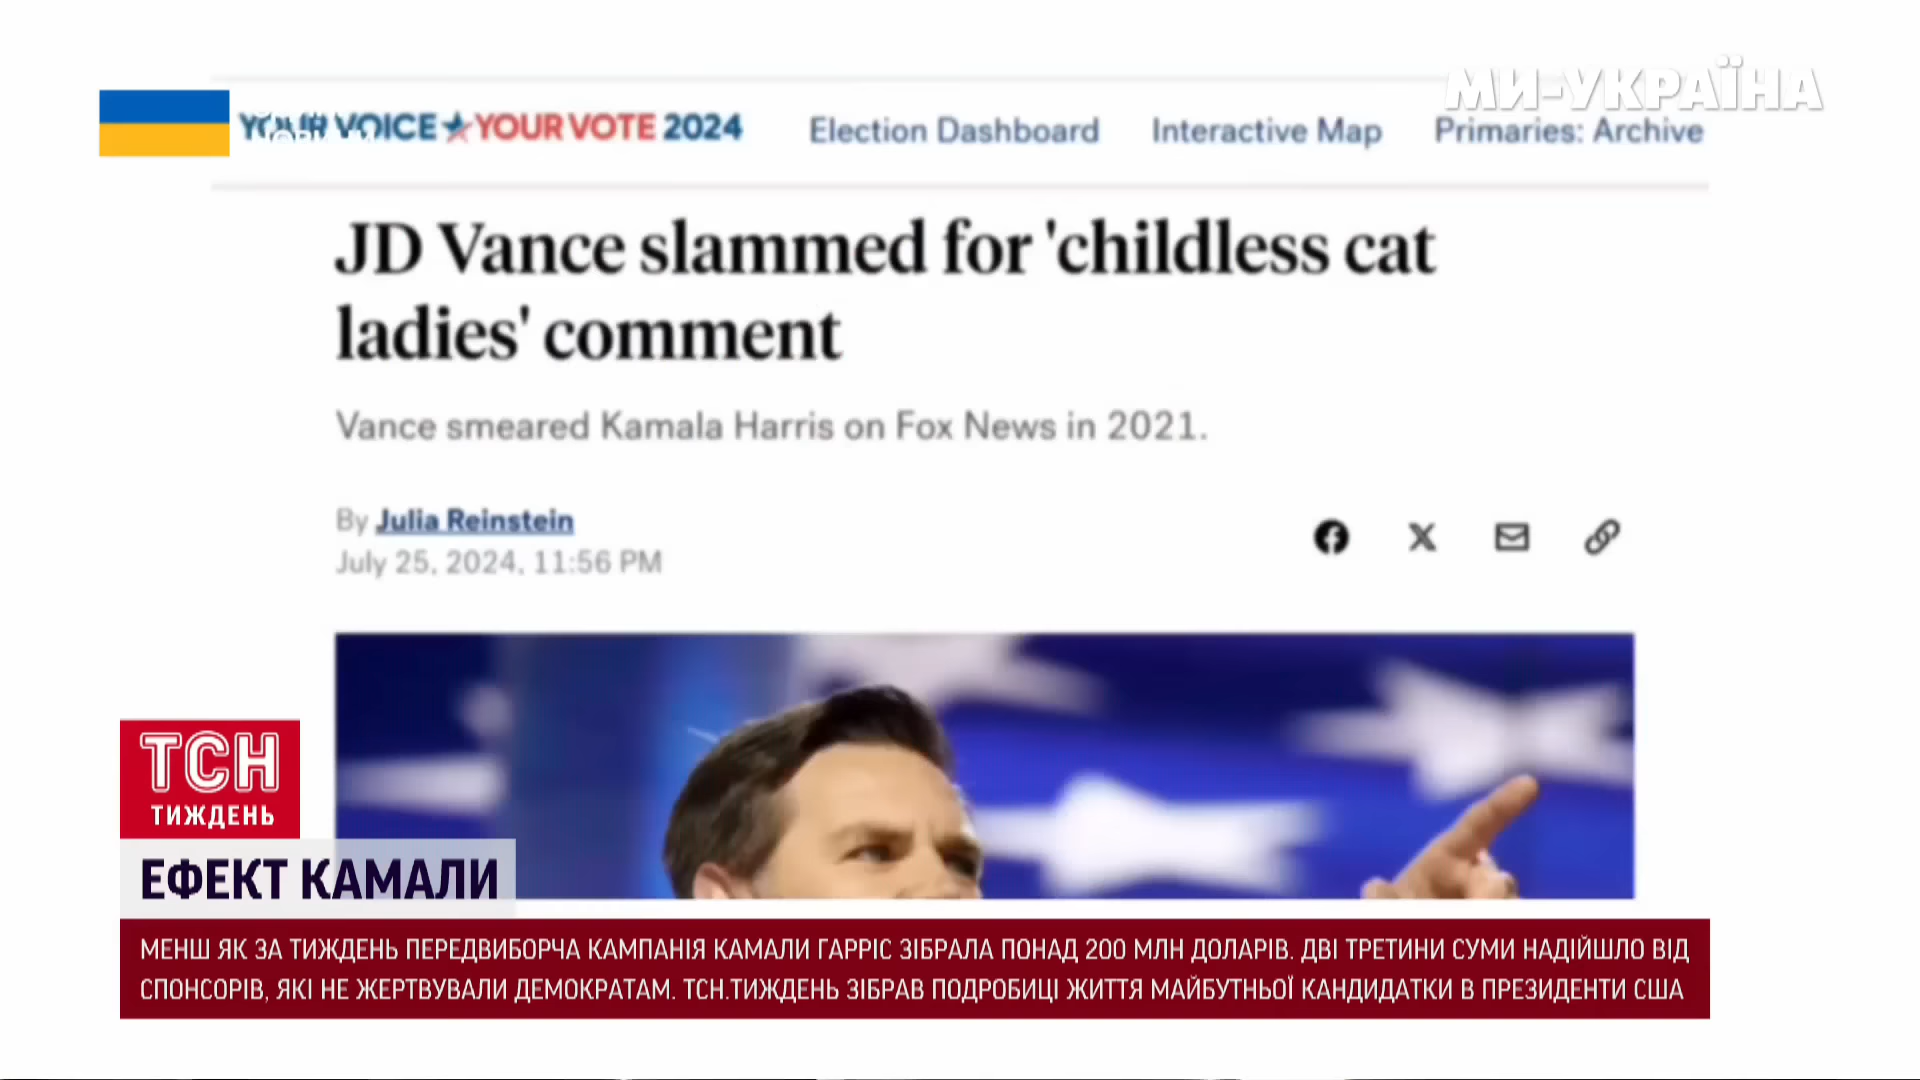 МИ-УКРАЇНА
YOUR VOICE YOUR VOTE 2024
Election Dashboard
Interactive Map
Primaries: Archive
JD Vance slammed for 'childless cat
ladies' comment
Vance smeared Kamala Harris on Fox News in 2021.
By Julia Reinstein
July 25, 2024, 11:56 PM
ТСН
ТИЖДЕНЬ
ЕФЕКТ КАМАЛИ
МЕНШ ЯК ЗА ТИЖДЕНЬ ПЕРЕДВИБОРЧА КАМПАНІЯ КАМАЛИ ГАРРІС ЗІБРАЛА ПОНАД 200 МЛН ДОЛАРІВ. ДВІ ТРЕТИНИ СУМИ НАДІЙШЛО ВІД
СПОНСОРІВ, ЯКІ НЕ ЖЕРТВУВАЛИ ДЕМОКРАТАМ. ТСН.ТИЖДЕНЬ ЗІБРАВ ПОДРОБИЦІ ЖИТТЯ МАЙБУТНЬОЇ КАНДИДАТКИ В ПРЕЗИДЕНТИ США